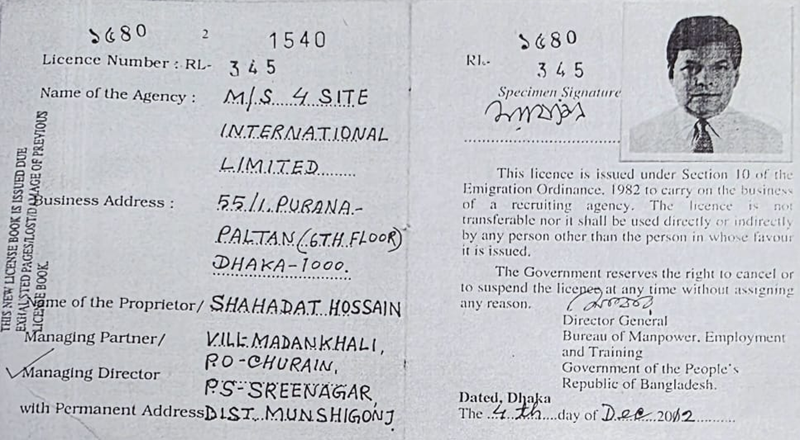 ১৫৪০ 2 1540
Licence Number : RL- 345
Name of the Agency : M/S. 4 SITE
INTERNATIONAL
LIMITED
Business Address : 55/1. PURANA-
PALTAN (6TH FLOOR)
DHAKA-1000.
Name of the Proprietor/ SHAHADAT HOSSAIN
Managing Partner/ VILL. MADANKHALI,
P.O-CHURAIN,
✓Managing Director P.S-SREENAGAR,
with Permanent Address DIST. MUNSHIGONJ
THIS NEW LICENSE BOOK IS ISSUED DUE
EXHAUSTED PAGES/LOST/DAMAGE OF PREVIOUS
LICENSE BOOK.
১৫৪০
RL- 345
Specimen Signature
This licence is issued under Section 10 of the
Emigration Ordinance, 1982 to carry on the business
of a recruiting agency. The licence is not
transferable nor it shall be used directly or indirectly
by any person other than the person in whose favour
it is issued.
The Government reserves the right to cancel or
to suspend the licence at any time without assigning
any reason.
Director General
Bureau of Manpower, Employment
and Training
Government of the People's
Republic of Bangladesh.
Dated, Dhaka
The 4th day of Dec 2012